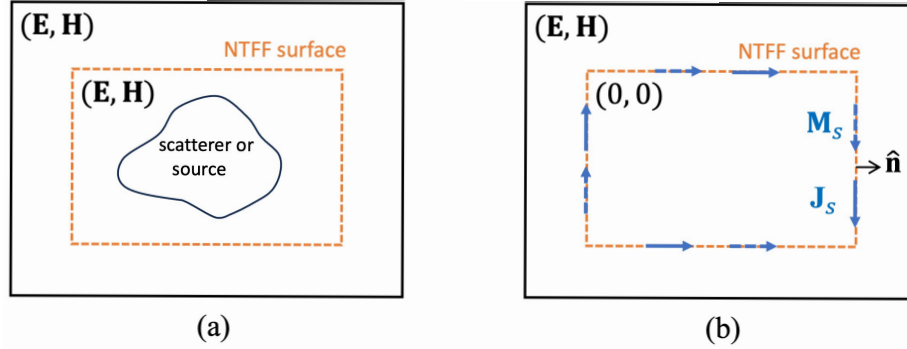 (E, H)
NTFF surface
(E, H)
scatterer or
source
(a)
(E, H)
NTFF surface
(0, 0)
M_S
n̂
J_S
(b)